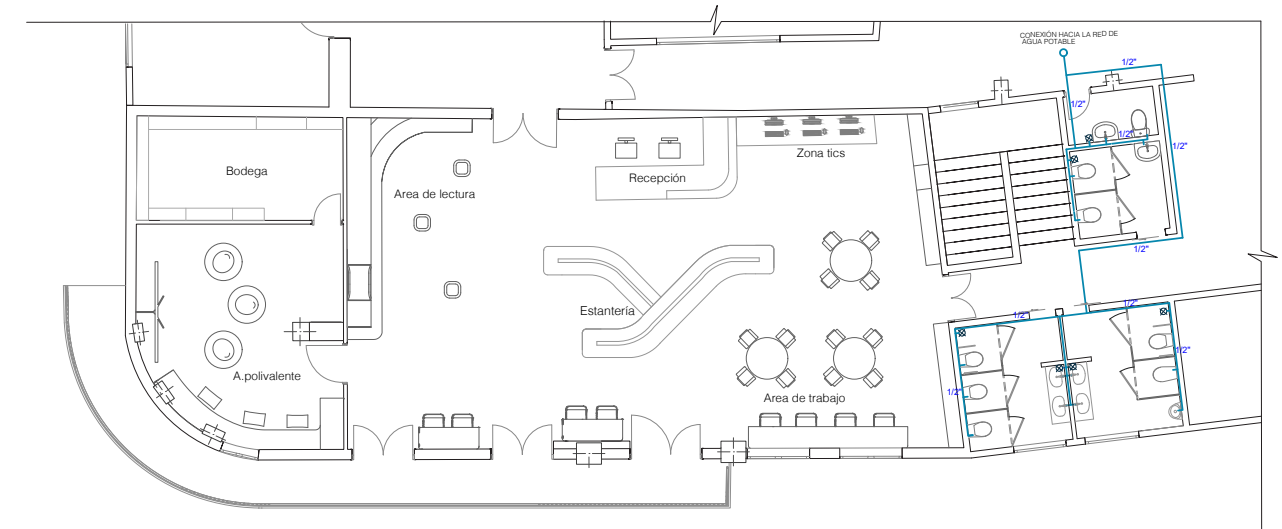 CONEXIÓN HACIA LA RED DE
AGUA POTABLE
1/2"
1/2"
1/2"
1/2"
Zona tics
Bodega
Recepción
Area de lectura
1/2"
Estantería
1/2"
1/2"
1/2"
A.polivalente
1/2"
Area de trabajo